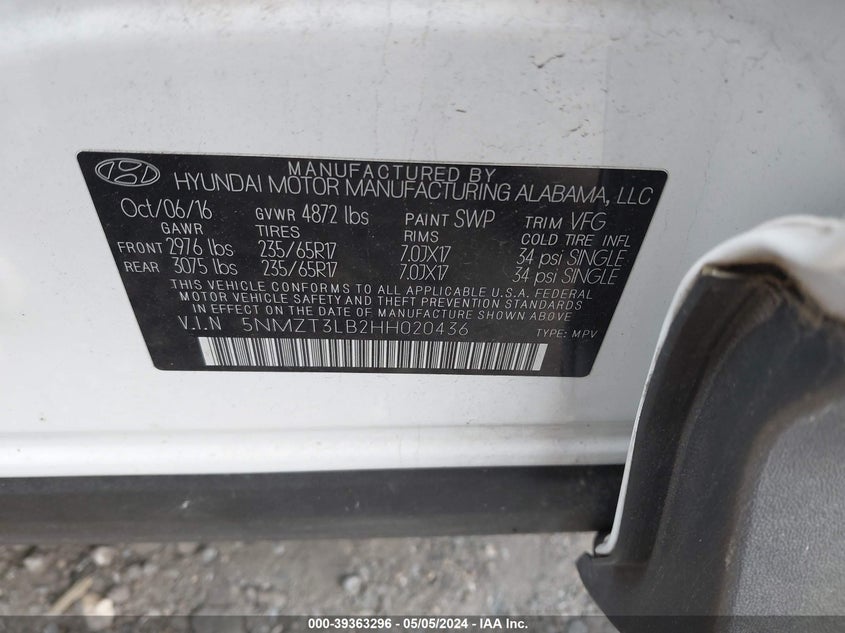 MANUFACTURED BY
HYUNDAI MOTOR MANUFACTURING ALABAMA, LLC
Oct/06/16 GVWR 4872 lbs PAINT SWP TRIM VFG
GAWR TIRES RIMS COLD TIRE INFL
FRONT 2976 lbs 235/65R17 7.0JX17 34 psi SINGLE
REAR 3075 lbs 235/65R17 7.0JX17 34 psi SINGLE
THIS VEHICLE CONFORMS TO ALL APPLICABLE U.S.A. FEDERAL
MOTOR VEHICLE SAFETY AND THEFT PREVENTION STANDARDS
IN EFFECT ON THE DATE OF MANUFACTURE SHOWN ABOVE
V.I.N 5NMZT3LB2HH020436 TYPE: MPV
000-39363296 - 05/05/2024 - IAA Inc.